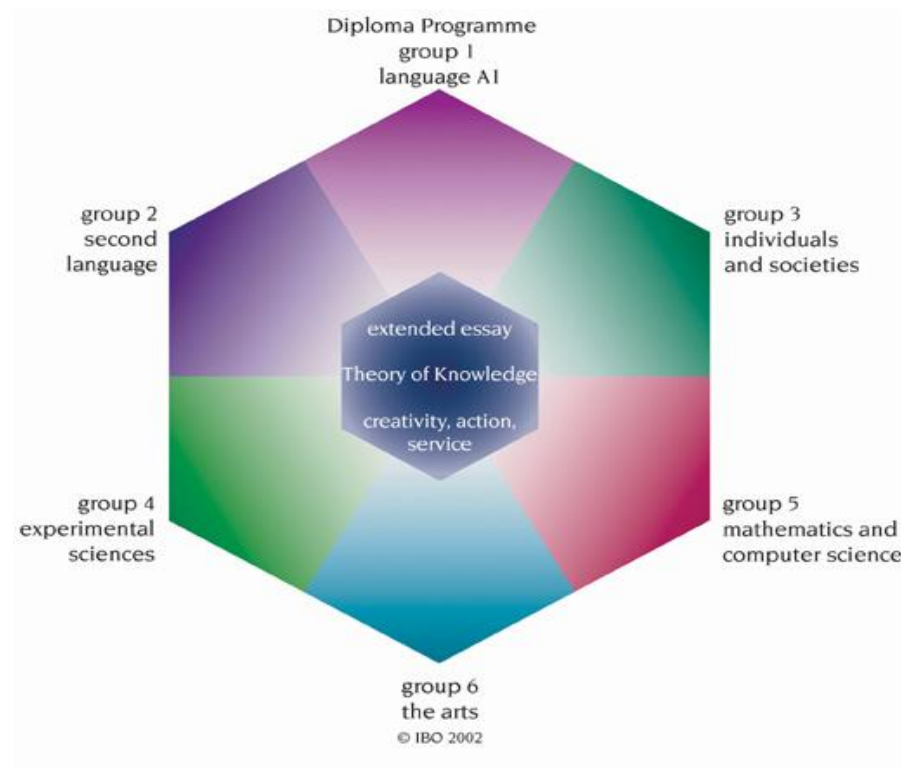 Diploma Programme
group 1
language A1
group 2
second
language
group 3
individuals
and societies
extended essay
Theory of Knowledge
creativity, action,
service
group 4
experimental
sciences
group 5
mathematics and
computer science
group 6
the arts
© IBO 2002